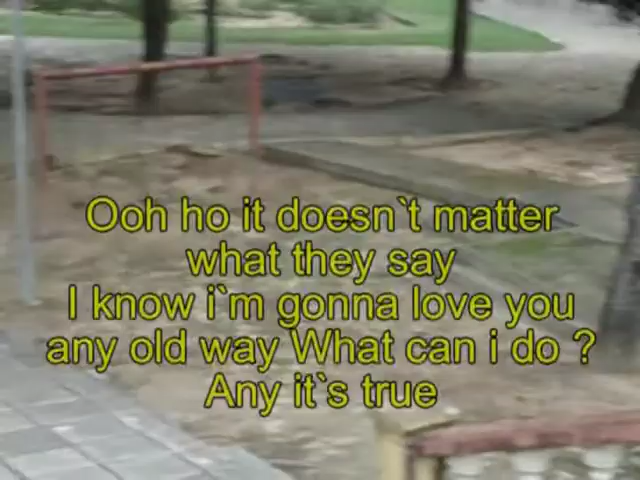 Ooh ho it doesn`t matter
what they say
I know i`m gonna love you
any old way What can i do ?
Any it`s true